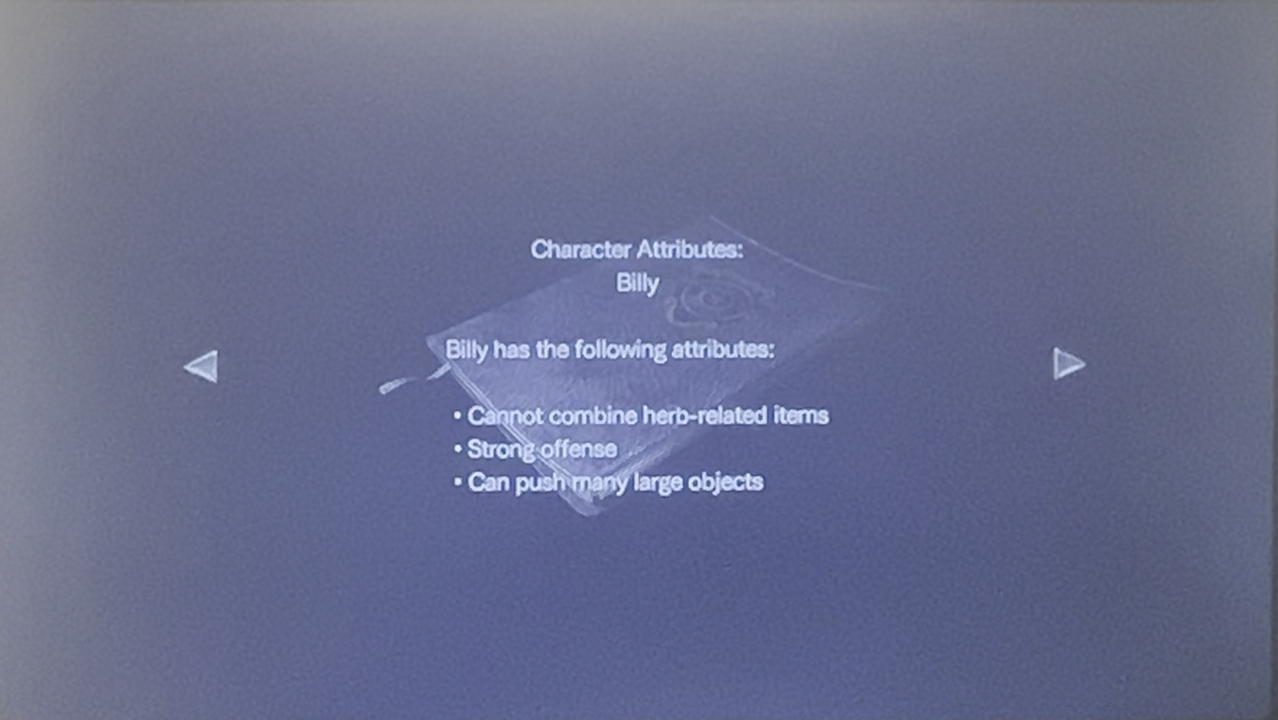 Character Attributes:
Billy
Billy has the following attributes:
• Cannot combine herb-related items
• Strong offense
• Can push many large objects